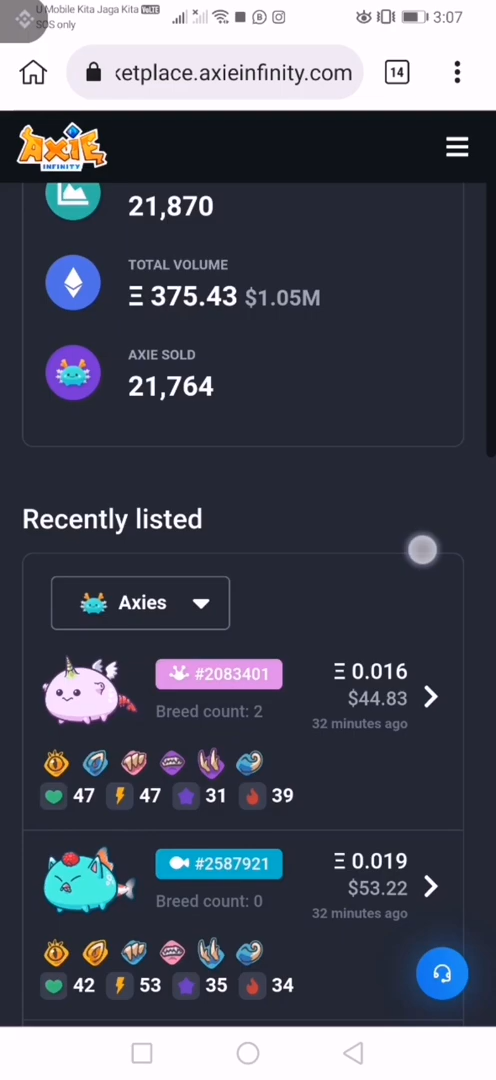 U Mobile Kita Jaga Kita VoLTE
SOS only
3:07
ketplace.axieinfinity.com
14
AXIE
INFINITY
21,870
TOTAL VOLUME
Ξ 375.43 $1.05M
AXIE SOLD
21,764
Recently listed
Axies
#2083401
Ξ 0.016
Breed count: 2
$44.83
32 minutes ago
47 47 31 39
#2587921
Ξ 0.019
Breed count: 0
$53.22
32 minutes ago
42 53 35 34